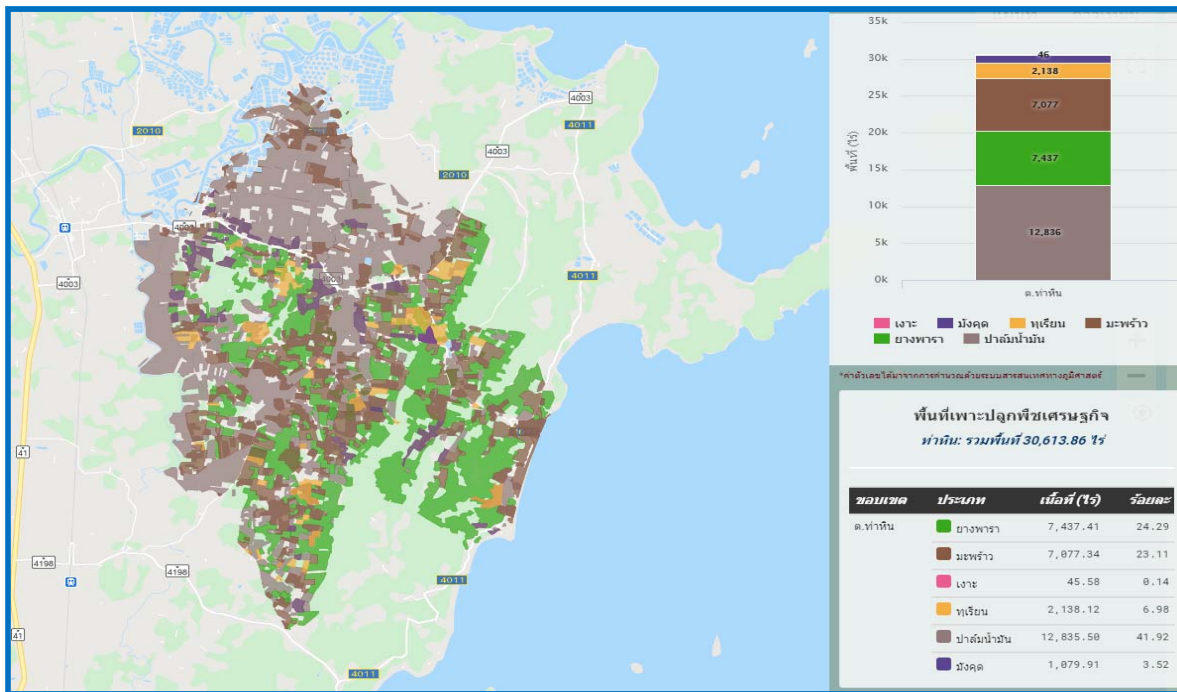 2010
4003
4011
4003
2010
4003
4003
4003
4011
41
4198
4198
4011
41
4011
35k
30k
25k
20k
15k
10k
5k
0k
พื้นที่ (ไร่)
46
2,138
7,077
7,437
12,836
ต.ท่าหิน
เงาะ มังคุด ทุเรียน มะพร้าว
ยางพารา ปาล์มน้ำมัน
*ค่าตัวเลขได้มาจากการคำนวณด้วยระบบสารสนเทศทางภูมิศาสตร์
พื้นที่เพาะปลูกพืชเศรษฐกิจ
ท่าหิน: รวมพื้นที่ 30,613.86 ไร่
ขอบเขต ประเภท เนื้อที่ (ไร่) ร้อยละ
ต.ท่าหิน ยางพารา 7,437.41 24.29
มะพร้าว 7,077.34 23.11
เงาะ 45.58 0.14
ทุเรียน 2,138.12 6.98
ปาล์มน้ำมัน 12,835.50 41.92
มังคุด 1,079.91 3.52